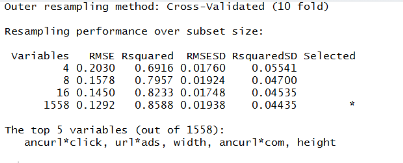 Outer resampling method: Cross-Validated (10 fold)
Resampling performance over subset size:
Variables RMSE Rsquared RMSESD RsquaredSD Selected
4 0.2030 0.6916 0.01760 0.05541
8 0.1578 0.7957 0.01924 0.04700
16 0.1450 0.8233 0.01748 0.04535
1558 0.1292 0.8588 0.01938 0.04435 *
The top 5 variables (out of 1558):
ancurl*click, url*ads, width, ancurl*com, height